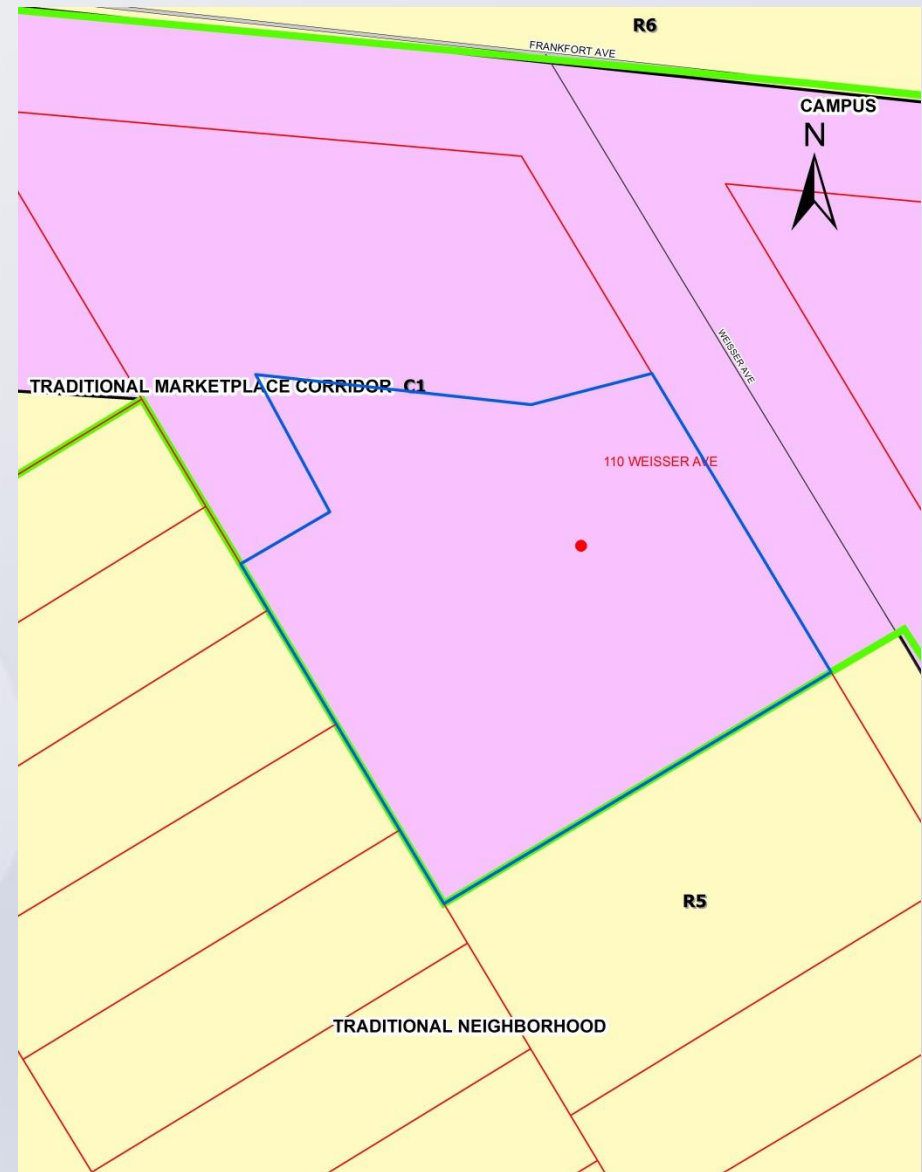 R6
FRANKFORT AVE
CAMPUS
N
WEISSER AVE
TRADITIONAL MARKETPLACE CORRIDOR C1
110 WEISSER AVE
R5
TRADITIONAL NEIGHBORHOOD